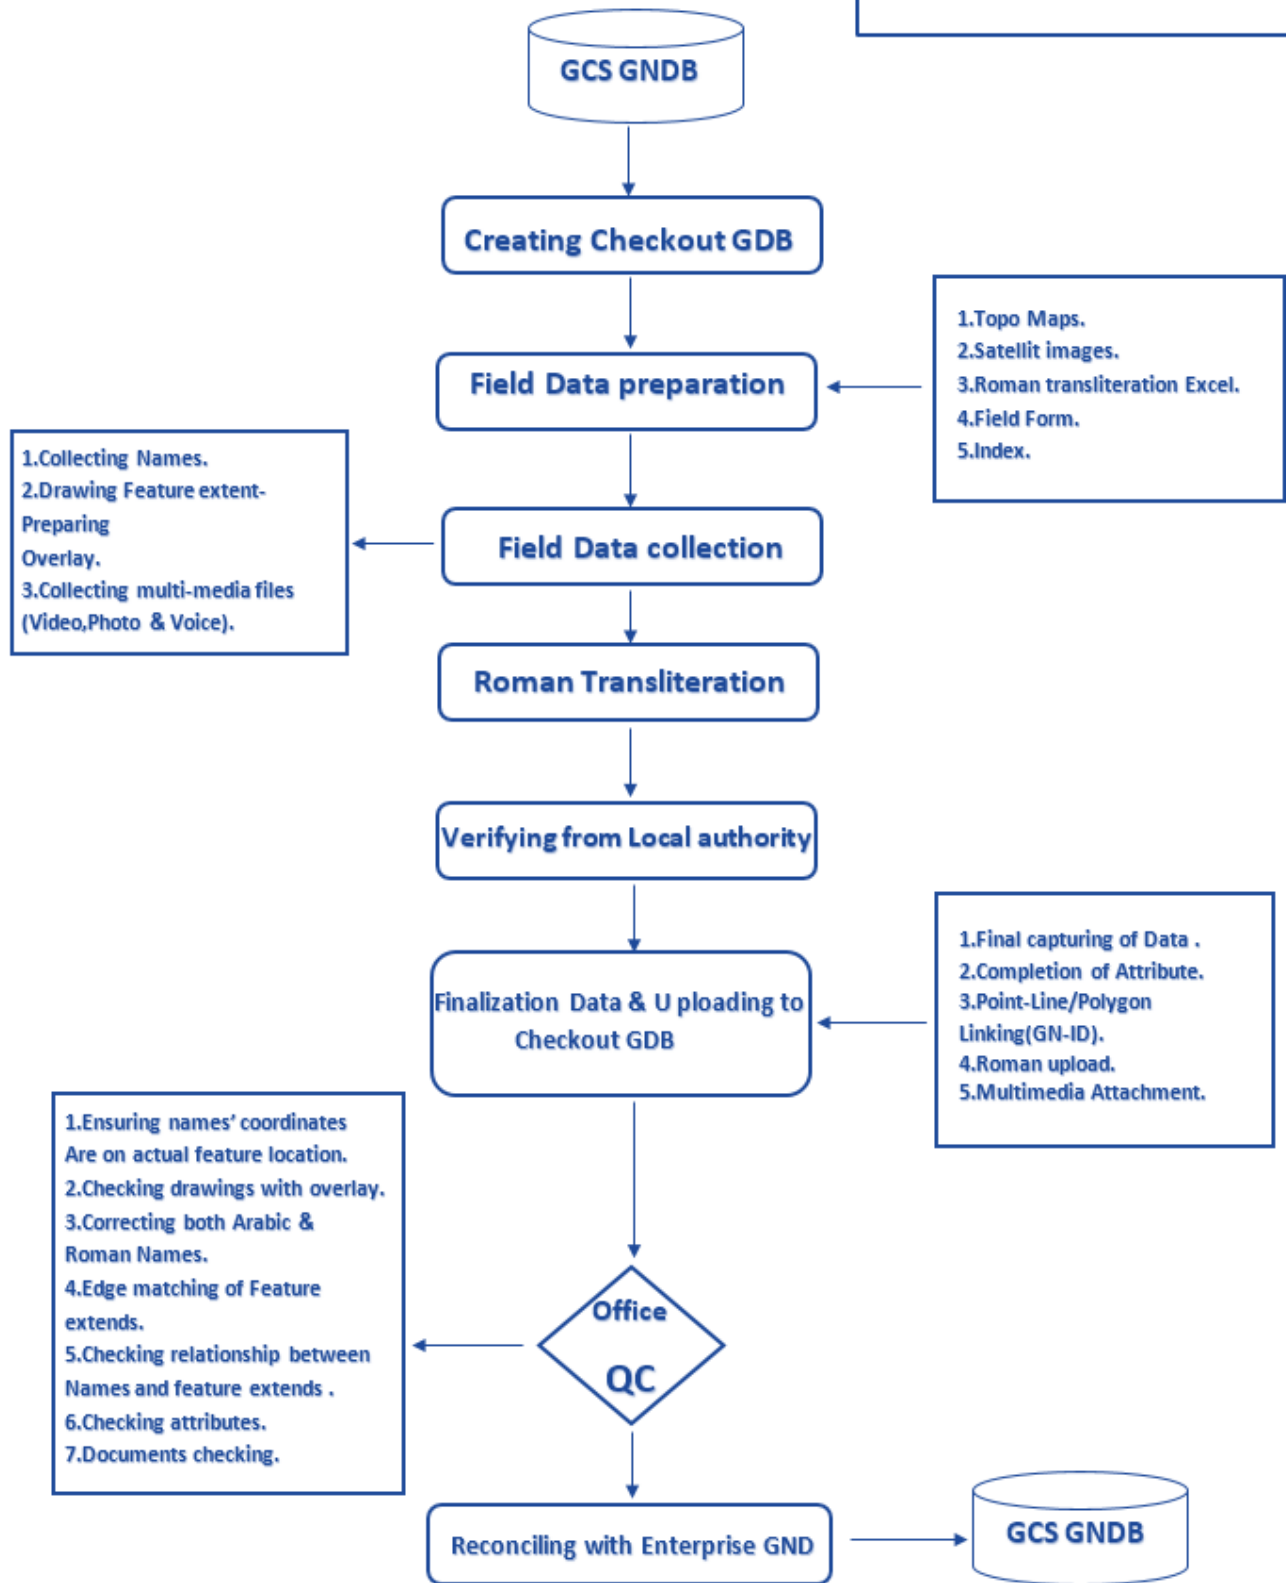 GCS GNDB
Creating Checkout GDB
Field Data preparation
1.Topo Maps.
2.Satellit images.
3.Roman transliteration Excel.
4.Field Form.
5.Index.
1.Collecting Names.
2.Drawing Feature extent-
Preparing
Overlay.
3.Collecting multi-media files
(Video,Photo & Voice).
Field Data collection
Roman Transliteration
Verifying from Local authority
Finalization Data & U ploading to
Checkout GDB
1.Final capturing of Data .
2.Completion of Attribute.
3.Point-Line/Polygon
Linking(GN-ID).
4.Roman upload.
5.Multimedia Attachment.
1.Ensuring names’ coordinates
Are on actual feature location.
2.Checking drawings with overlay.
3.Correcting both Arabic &
Roman Names.
4.Edge matching of Feature
extends.
5.Checking relationship between
Names and feature extends .
6.Checking attributes.
7.Documents checking.
Office
QC
Reconciling with Enterprise GND
GCS GNDB